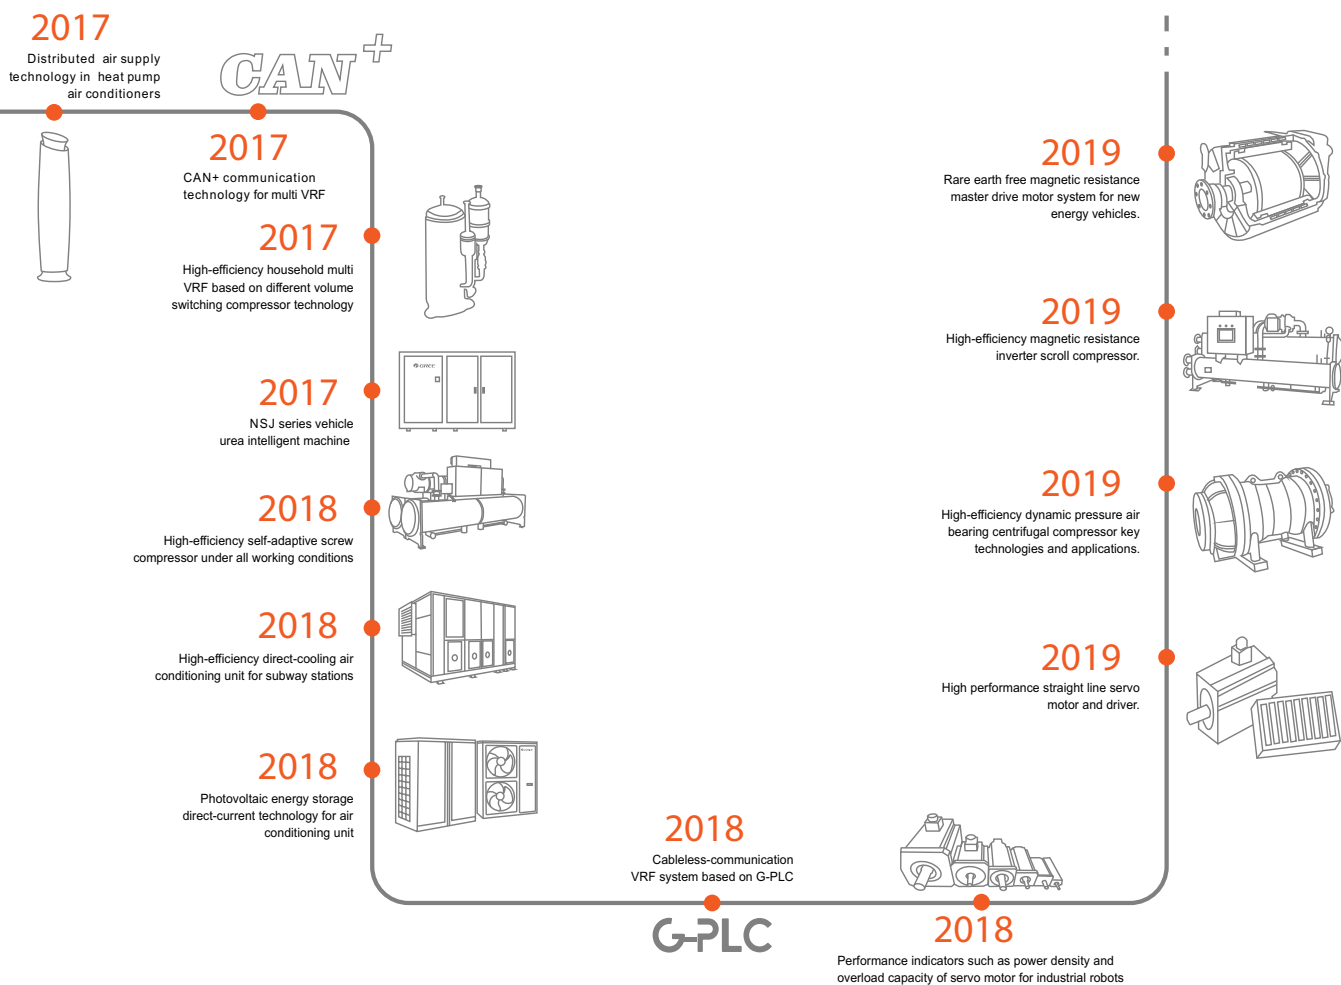 2017
Distributed air supply
technology in heat pump
air conditioners
CAN+
2017
CAN+ communication
technology for multi VRF
2017
High-efficiency household multi
VRF based on different volume
switching compressor technology
GREE
2017
NSJ series vehicle
urea intelligent machine
2018
High-efficiency self-adaptive screw
compressor under all working conditions
2018
High-efficiency direct-cooling air
conditioning unit for subway stations
2018
Photovoltaic energy storage
direct-current technology for air
conditioning unit
2018
Cableless-communication
VRF system based on G-PLC
G-PLC
2018
Performance indicators such as power density and
overload capacity of servo motor for industrial robots
2019
High performance straight line servo
motor and driver.
2019
High-efficiency dynamic pressure air
bearing centrifugal compressor key
technologies and applications.
2019
High-efficiency magnetic resistance
inverter scroll compressor.
2019
Rare earth free magnetic resistance
master drive motor system for new
energy vehicles.